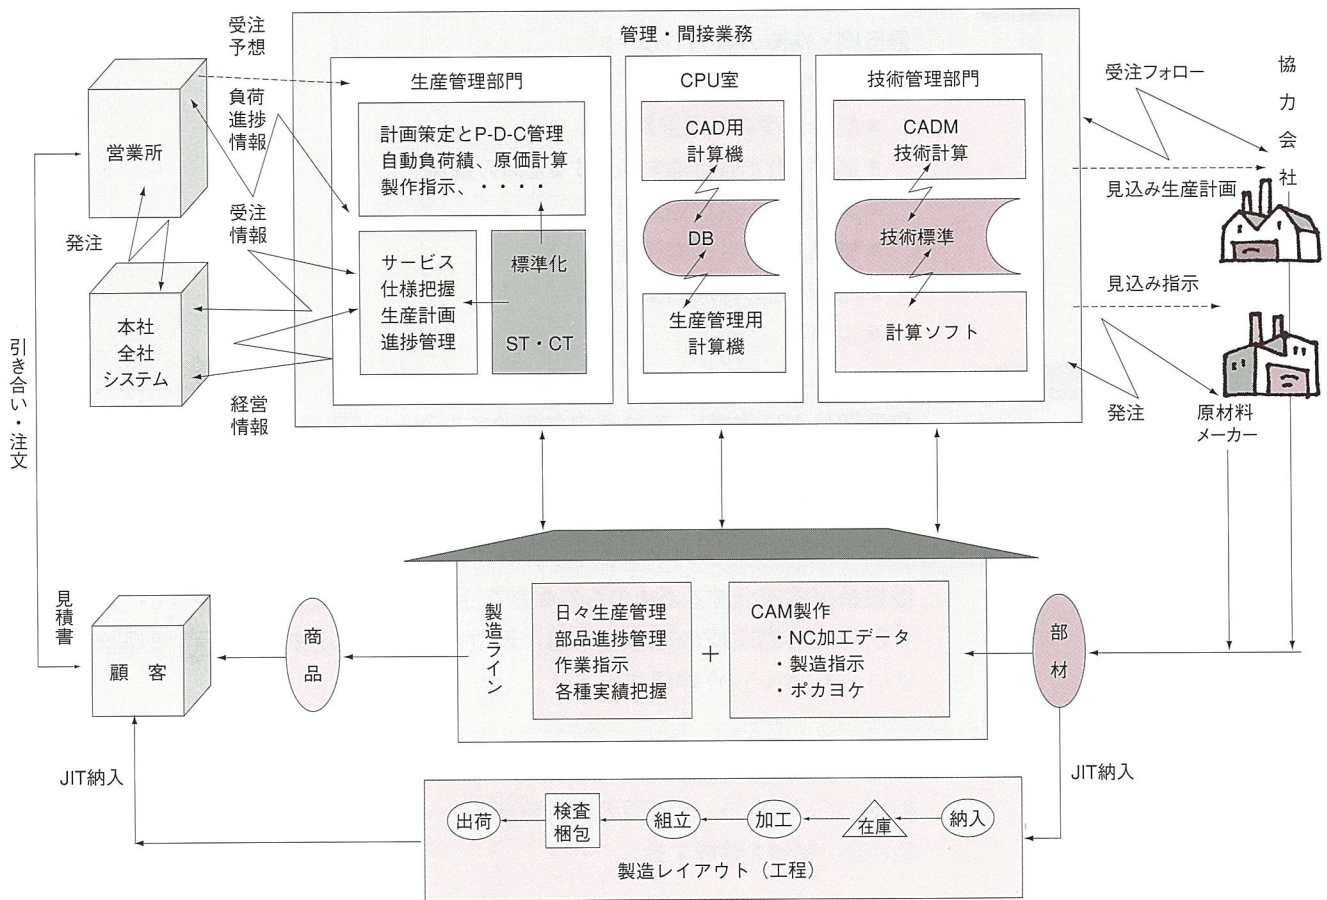 管理・間接業務
受注
予想
負荷
進捗
情報
営業所
発注
受注
情報
本社
全社
システム
経営
情報
引き合い・注文
見積書
生産管理部門
計画策定とP-D-C管理
自動負荷績、原価計算
製作指示、・・・・
サービス
仕様把握
生産計画
進捗管理
標準化
ST・CT
CPU室
CAD用
計算機
DB
生産管理用
計算機
技術管理部門
CADM
技術計算
技術標準
計算ソフト
受注フォロー
協力会社
見込み生産計画
見込み指示
発注
原材料
メーカー
顧 客
商品
製造ライン
日々生産管理
部品進捗管理
作業指示
各種実績把握
+
CAM製作
・NC加工データ
・製造指示
・ポカヨケ
部材
JIT納入
JIT納入
出荷
検査
梱包
組立
加工
在庫
納入
製造レイアウト（工程）